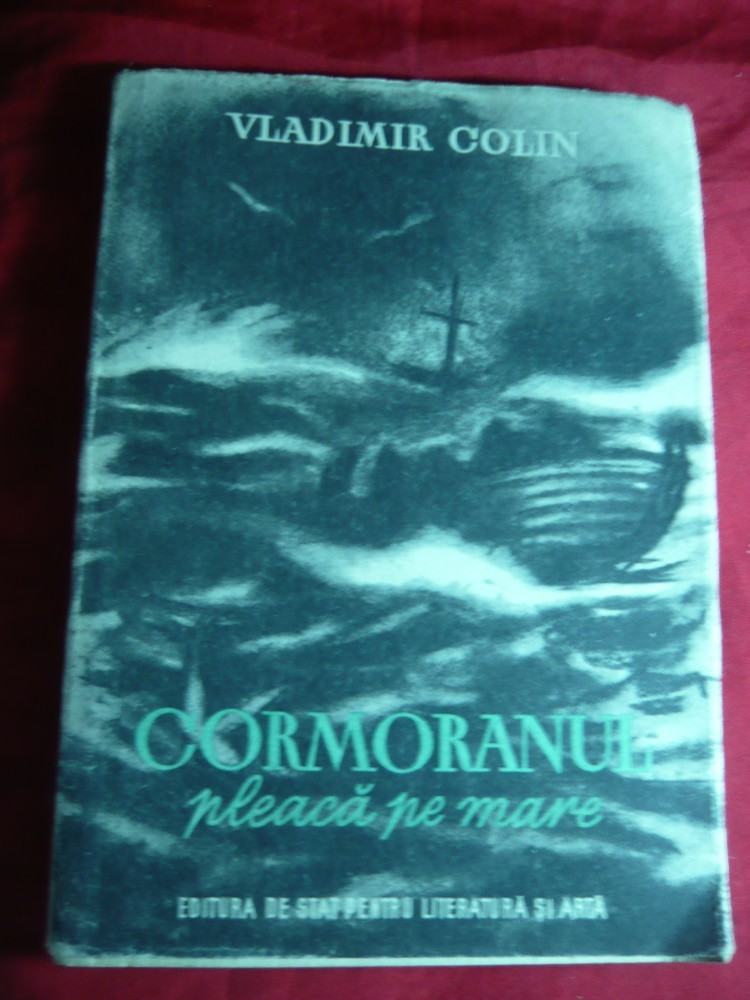 VLADIMIR COLIN
CORMORANUL
pleacă pe mare
EDITURA DE STAT PENTRU LITERATURĂ ȘI ARTĂ